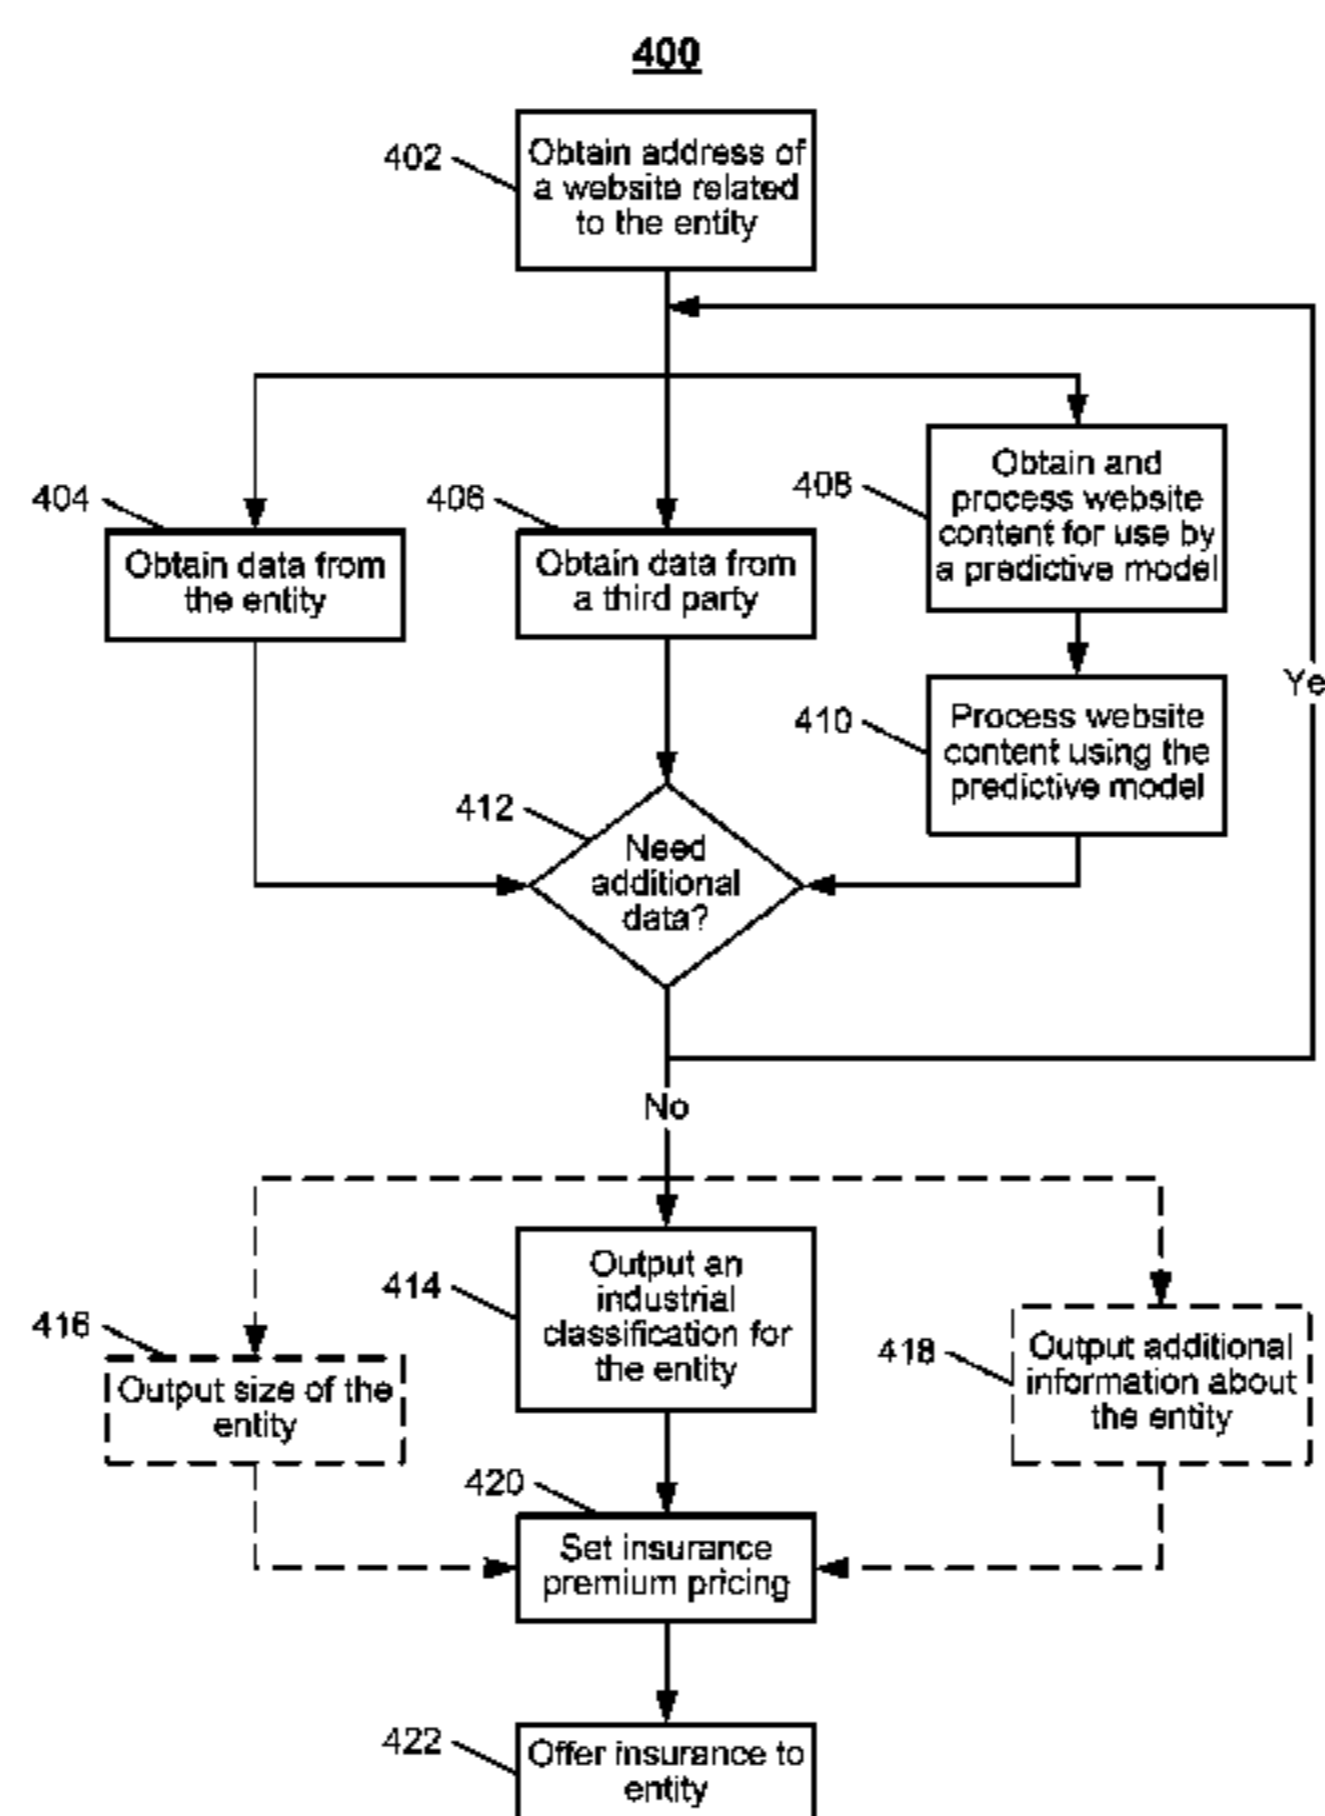 400
402
Obtain address of
a website related
to the entity
404
Obtain data from
the entity
406
Obtain data from
a third party
408
Obtain and
process website
content for use by
a predictive model
410
Process website
content using the
predictive model
Ye
412
Need
additional
data?
No
414
Output an
industrial
classification for
the entity
416
Output size of the
entity
418
Output additional
information about
the entity
420
Set insurance
premium pricing
422
Offer insurance to
entity